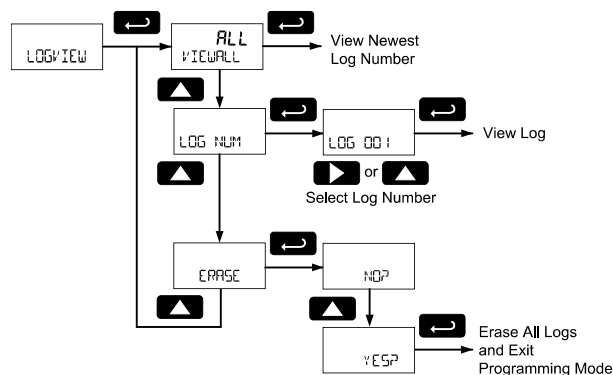 LOGVIEW
ALL
VIEWALL
View Newest
Log Number
LOG NUM
LOG 001
View Log
or
Select Log Number
ERASE
NO?
YES?
Erase All Logs
and Exit
Programming Mode